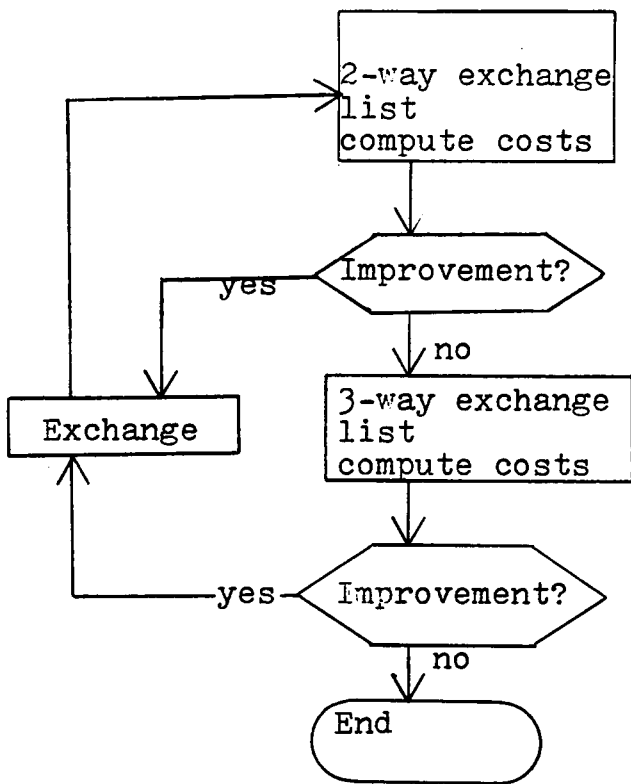 2-way exchange
list
compute costs
Improvement?
yes
no
3-way exchange
list
compute costs
Exchange
yes
Improvement?
no
End